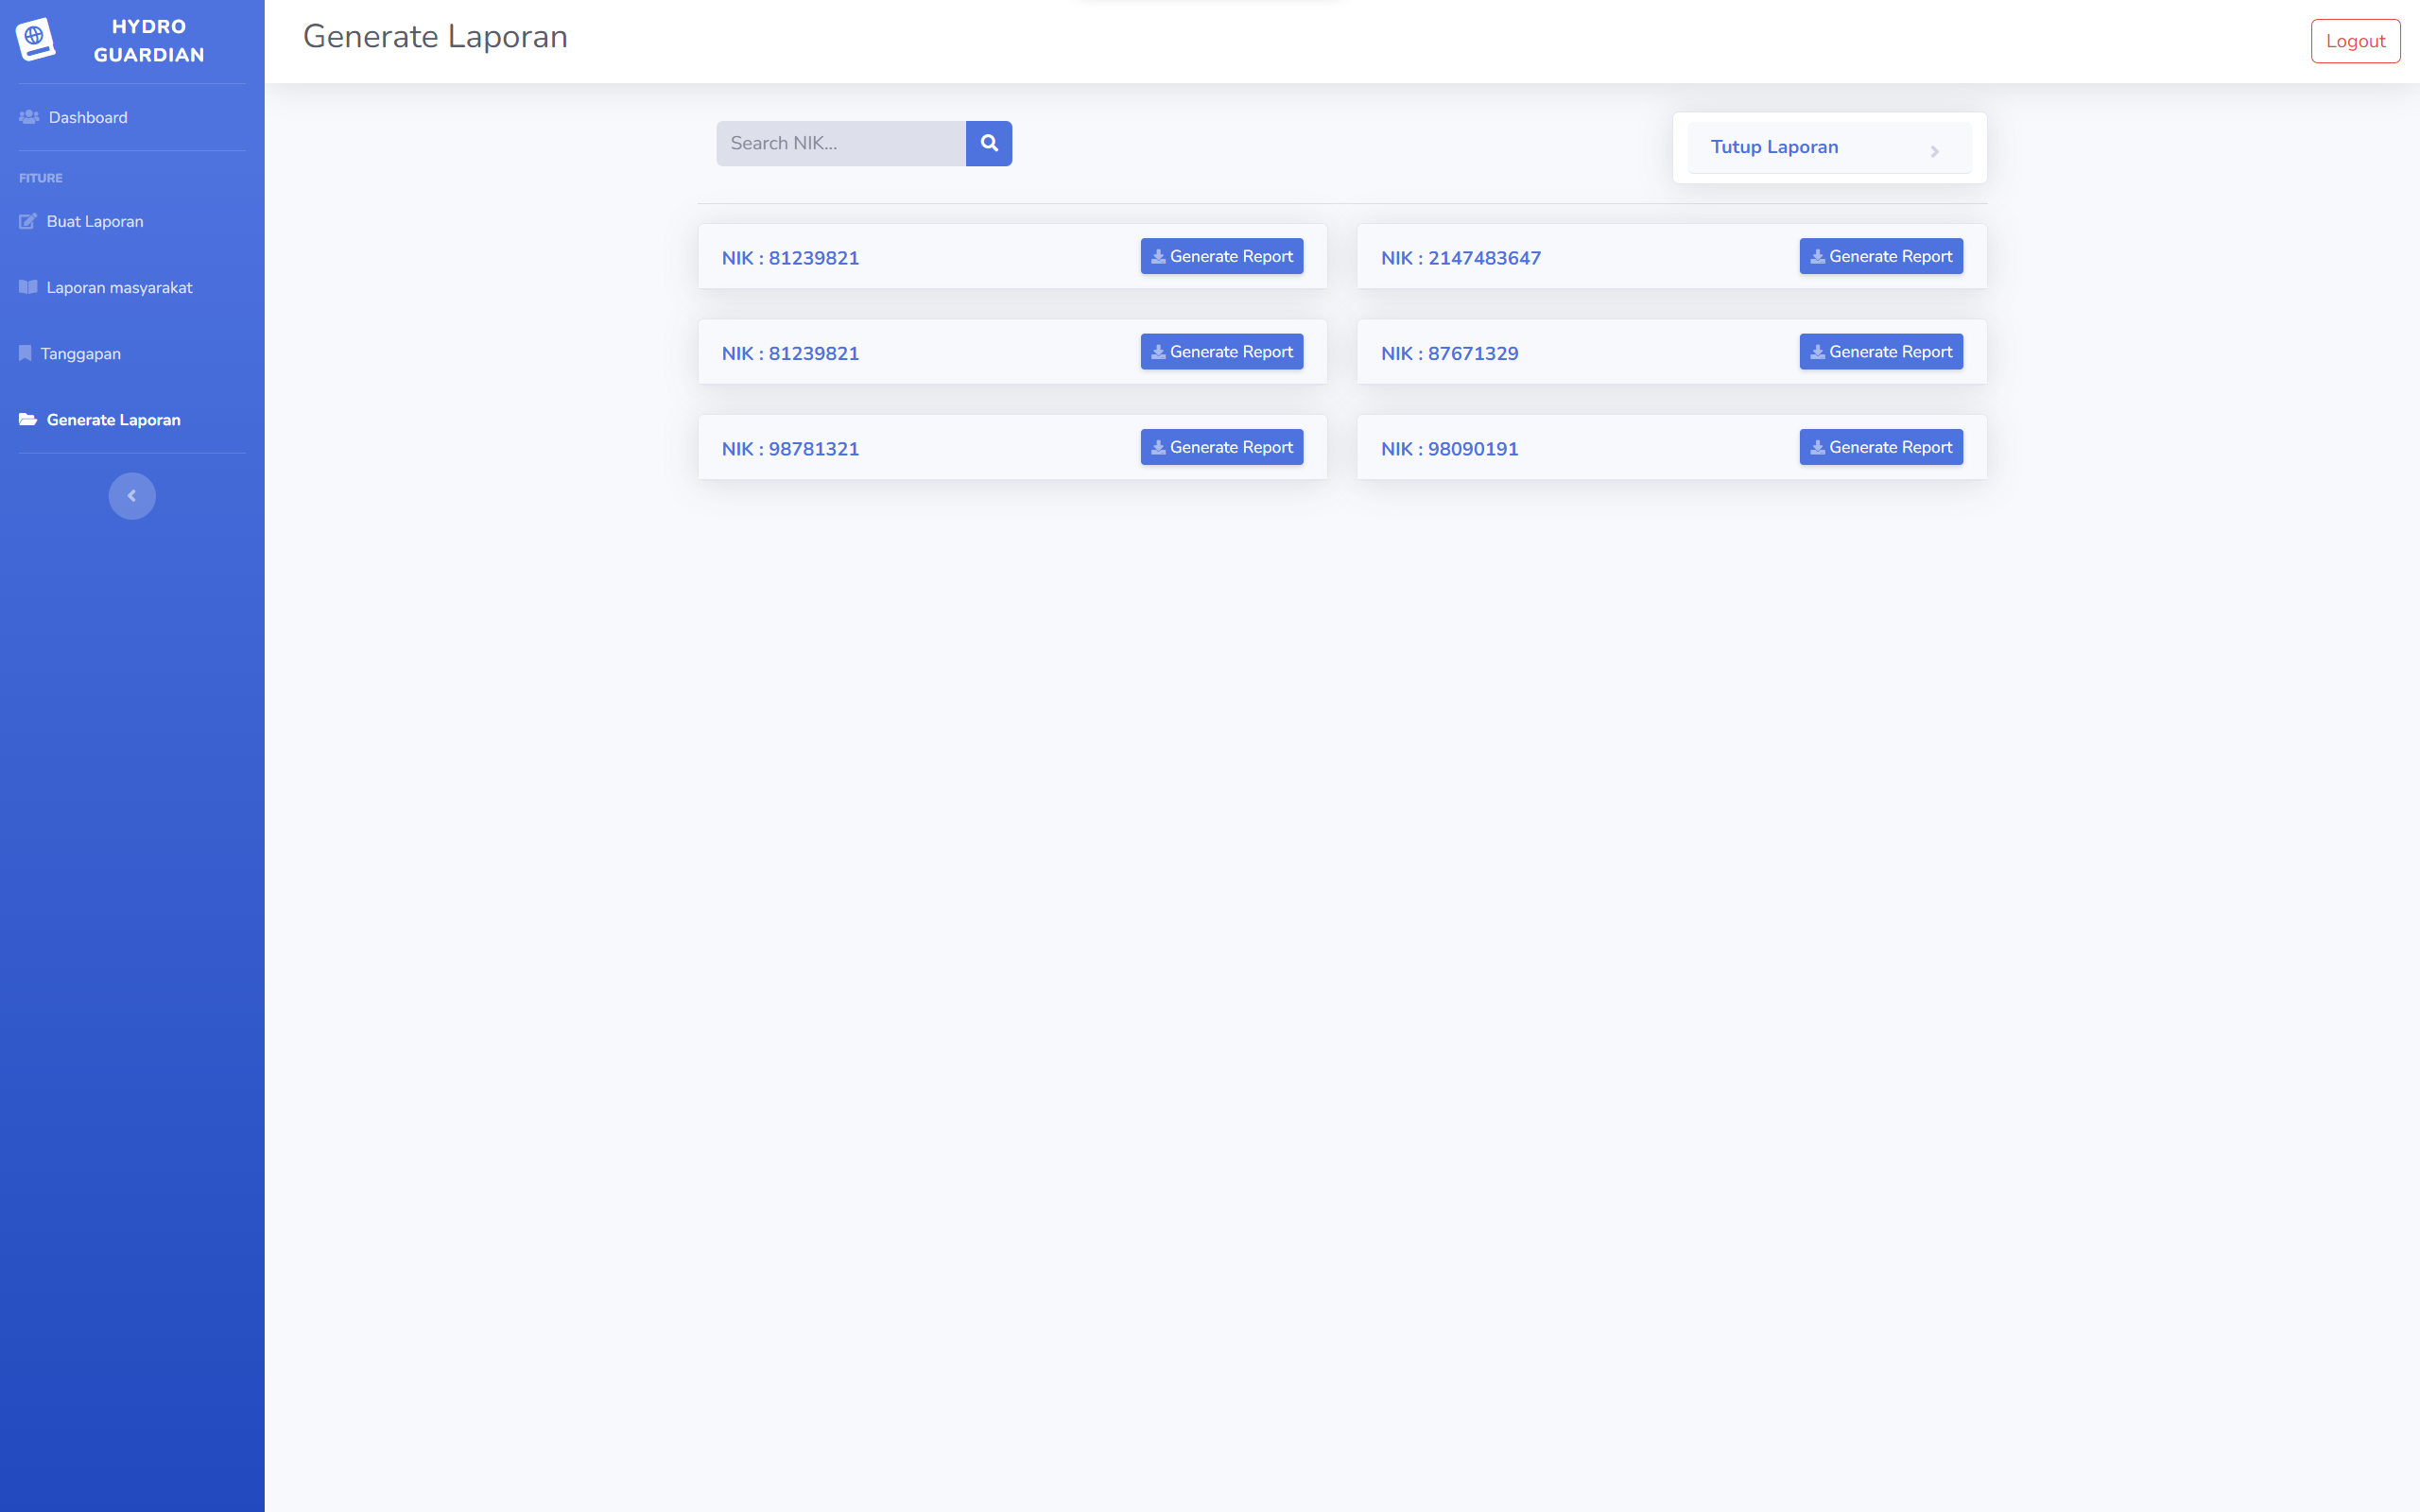 HYDRO
GUARDIAN
Dashboard
FITURE
Buat Laporan
Laporan masyarakat
Tanggapan
Generate Laporan
Generate Laporan
Logout
Search NIK...
Tutup Laporan
NIK : 81239821
Generate Report
NIK : 2147483647
Generate Report
NIK : 81239821
Generate Report
NIK : 87671329
Generate Report
NIK : 98781321
Generate Report
NIK : 98090191
Generate Report